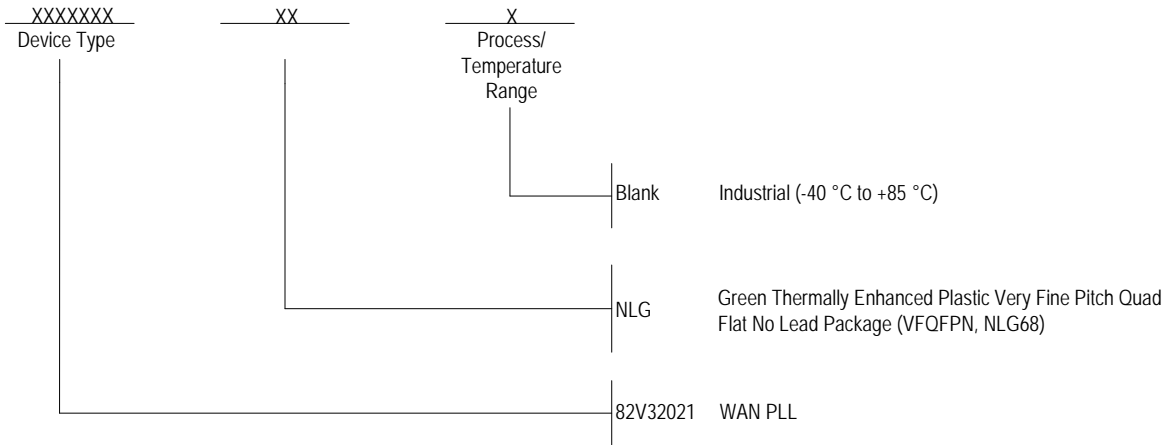 XXXXXXX XX X
Device Type Process/
Temperature
Range
Blank Industrial (-40 °C to +85 °C)
NLG Green Thermally Enhanced Plastic Very Fine Pitch Quad
Flat No Lead Package (VFQFPN, NLG68)
82V32021 WAN PLL